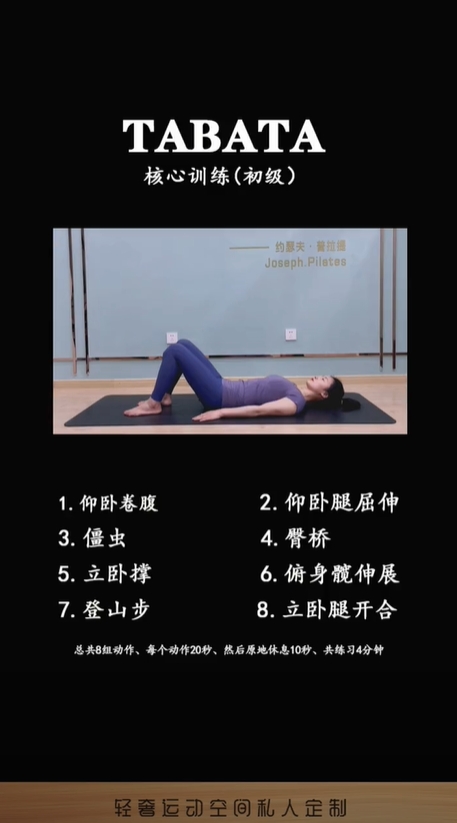 TABATA
核心训练(初级)
约瑟夫·普拉提
Joseph.Pilates
1.仰卧卷腹
2.仰卧腿屈伸
3.僵虫
4.臀桥
5.立卧撑
6.俯身髋伸展
7.登山步
8.立卧腿开合
总共8组动作、每个动作20秒、然后原地休息10秒、共练习4分钟
轻奢运动空间私人定制